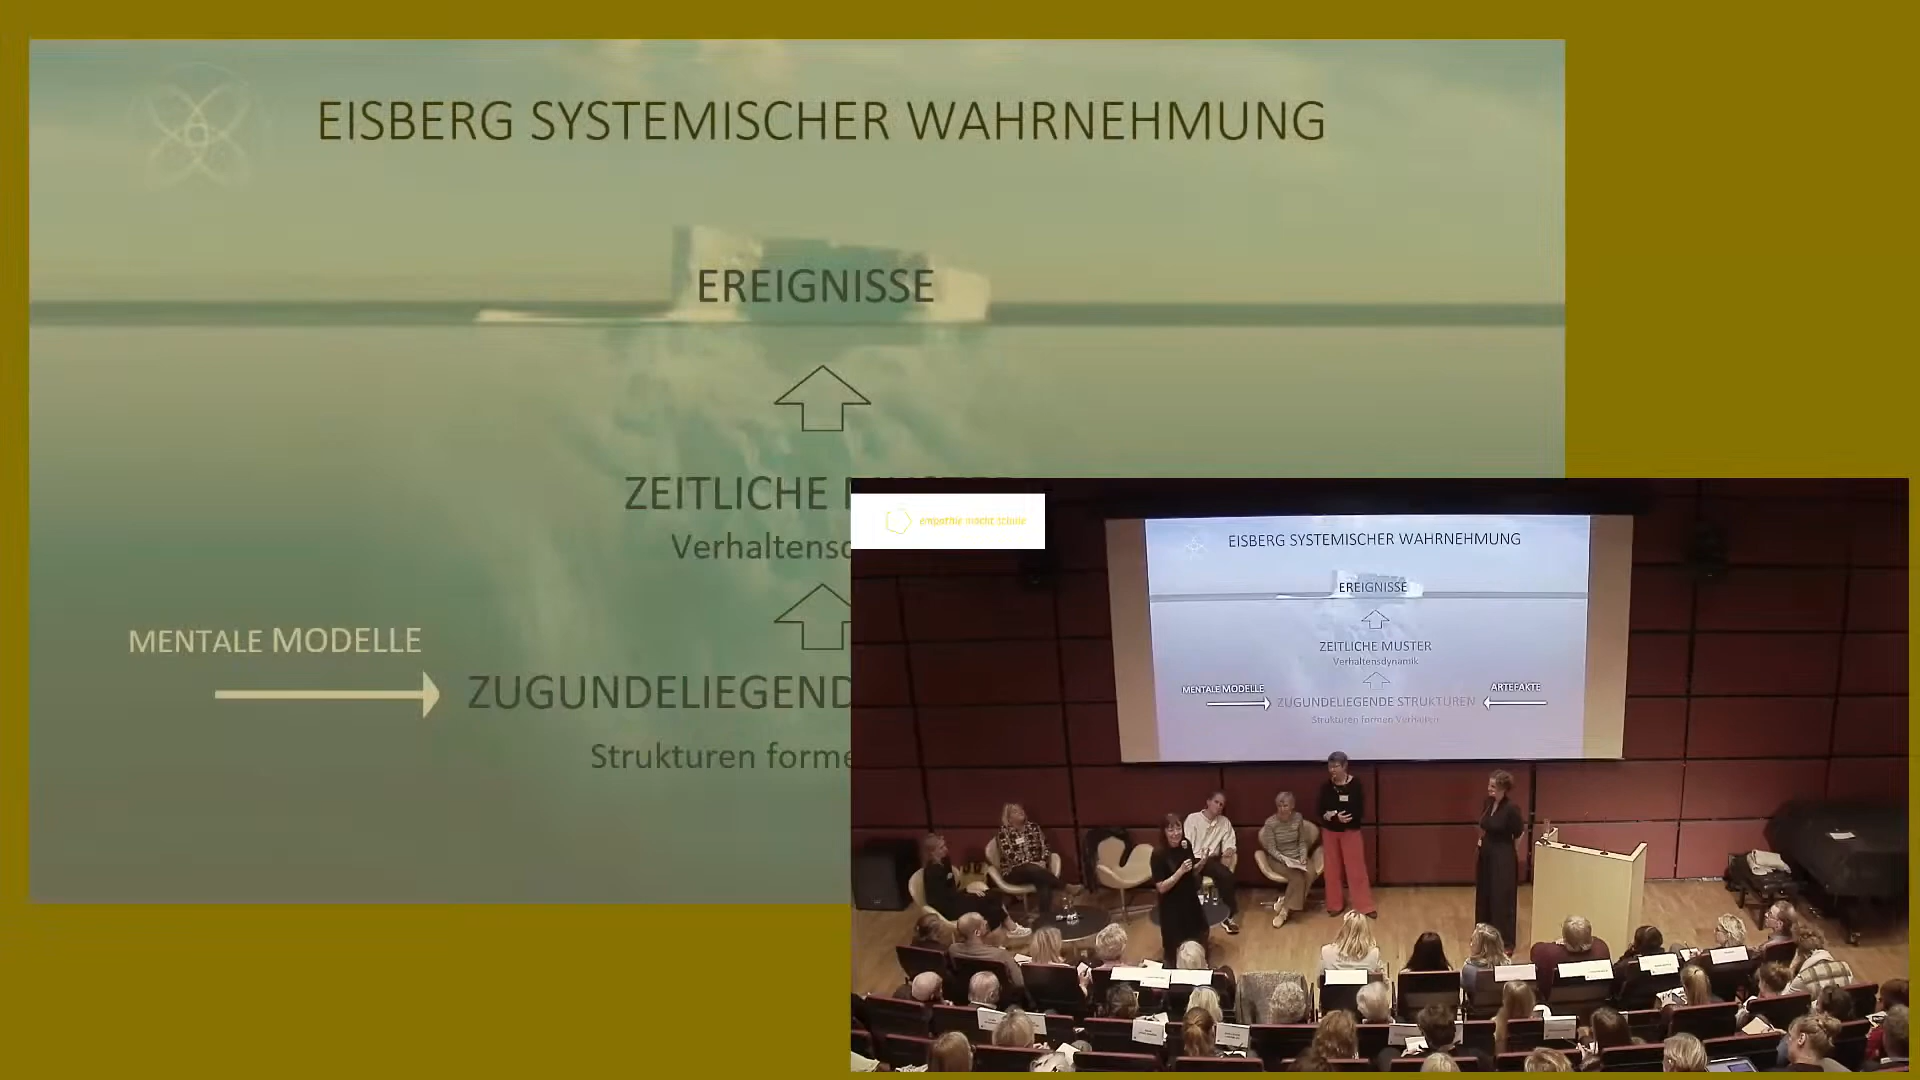 EISBERG SYSTEMISCHER WAHRNEHMUNG
EREIGNISSE
ZEITLICHE
Verhaltensd
MENTALE MODELLE
ZUGUNDELIEGEND
Strukturen forme
empathie macht schule
EISBERG SYSTEMISCHER WAHRNEHMUNG
EREIGNISSE
ZEITLICHE MUSTER
Verhaltensdynamik
MENTALE MODELLE
ARTEFAKTE
ZUGUNDELIEGENDE STRUKTUREN
Strukturen formen Verhalten